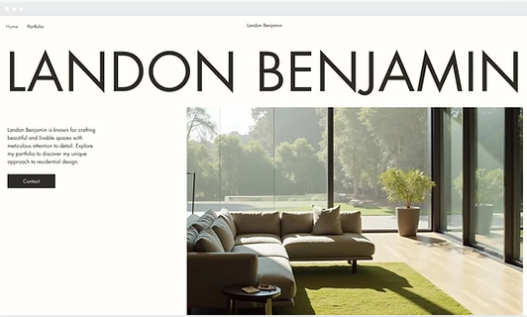 Home Portfolio
Landon Benjamin
LANDON BENJAMIN
Landon Benjamin is known for crafting
beautiful and livable spaces with
meticulous attention to detail. Explore
my portfolio to discover my unique
approach to residential design.
Contact